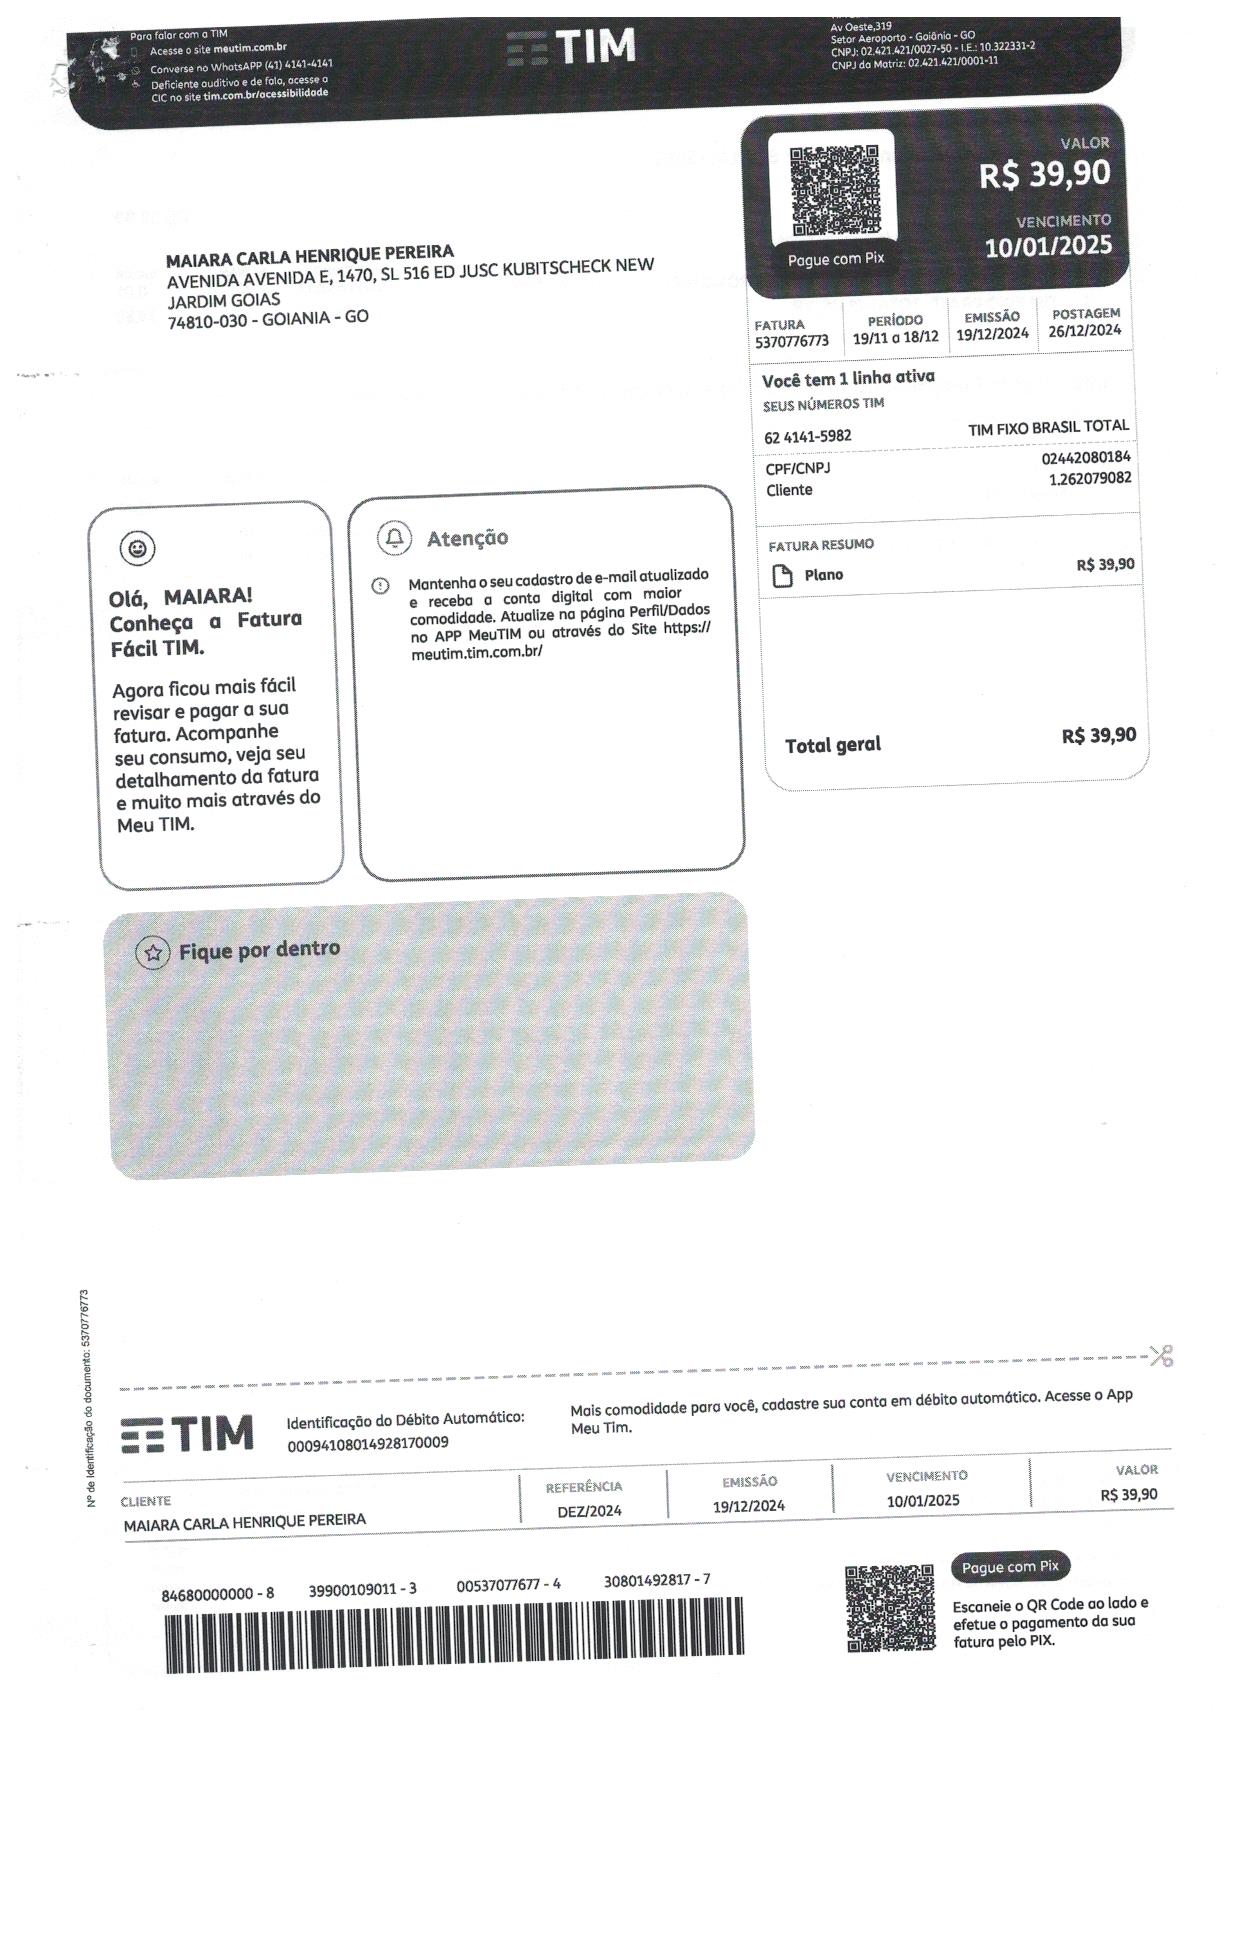 Para falar com a TIM
Acesse o site meutim.com.br
Converse no WhatsAPP (41) 4141-4141
Deficiente auditivo e de fala, acesse a
CIC no site tim.com.br/acessibilidade
TIM
Av Oeste,319
Setor Aeroporto - Goiânia - GO
CNPJ: 02.421.421/0027-50 - I.E.: 10.322331-2
CNPJ da Matriz: 02.421.421/0001-11
VALOR
R$ 39,90
VENCIMENTO
10/01/2025
Pague com Pix
MAIARA CARLA HENRIQUE PEREIRA
AVENIDA AVENIDA E, 1470, SL 516 ED JUSC KUBITSCHECK NEW
JARDIM GOIAS
74810-030 - GOIANIA - GO
FATURA PERÍODO EMISSÃO POSTAGEM
5370776773 19/11 a 18/12 19/12/2024 26/12/2024
Você tem 1 linha ativa
SEUS NÚMEROS TIM
62 4141-5982 TIM FIXO BRASIL TOTAL
CPF/CNPJ 02442080184
Cliente 1.262079082
FATURA RESUMO
Plano R$ 39,90
Total geral R$ 39,90
Olá, MAIARA!
Conheça a Fatura
Fácil TIM.
Agora ficou mais fácil
revisar e pagar a sua
fatura. Acompanhe
seu consumo, veja seu
detalhamento da fatura
e muito mais através do
Meu TIM.
Atenção
Mantenha o seu cadastro de e-mail atualizado
e receba a conta digital com maior
comodidade. Atualize na página Perfil/Dados
no APP MeuTIM ou através do Site https://
meutim.tim.com.br/
Fique por dentro
Nº de Identificação do documento: 5370776773
TIM
Identificação do Débito Automático:
00094108014928170009
Mais comodidade para você, cadastre sua conta em débito automático. Acesse o App
Meu Tim.
CLIENTE REFERÊNCIA EMISSÃO VENCIMENTO VALOR
MAIARA CARLA HENRIQUE PEREIRA DEZ/2024 19/12/2024 10/01/2025 R$ 39,90
84680000000 - 8 39900109011 - 3 00537077677 - 4 30801492817 - 7
Pague com Pix
Escaneie o QR Code ao lado e
efetue o pagamento da sua
fatura pelo PIX.